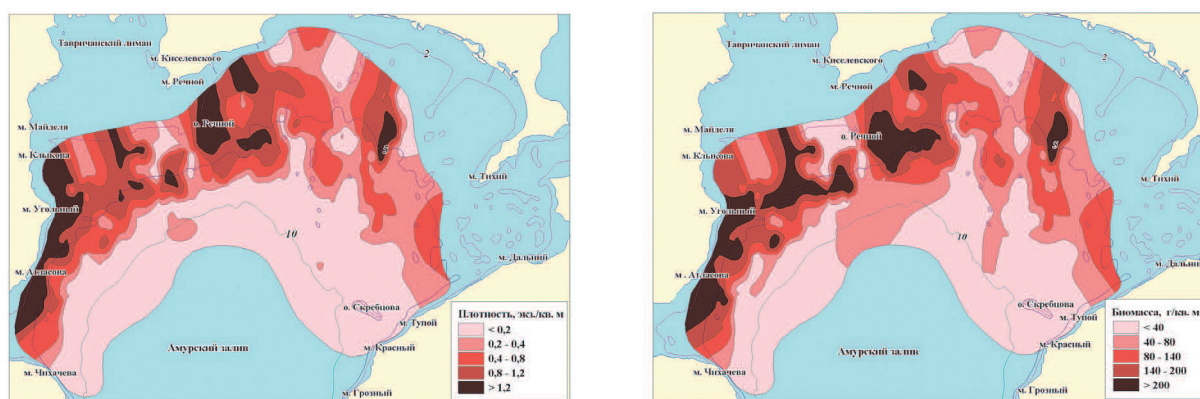 Тавричанский лиман
2
м. Киселевского
м. Речной
о. Речной
м. Майделя
м. Клыкова
5
м. Тихий
м. Угольный
10
м. Дальний
м. Атласова
о. Скребцова
м. Тупой
Амурский залив
м. Красный
м. Чихачева
м. Грозный
Плотность, экз./кв. м
< 0,2
0,2 - 0,4
0,4 - 0,8
0,8 - 1,2
> 1,2
Тавричанский лиман
2
м. Киселевского
м. Речной
о. Речной
м. Майделя
м. Клыкова
5
м. Тихий
м. Угольный
10
м. Дальний
м. Атласова
о. Скребцова
м. Тупой
Амурский залив
м. Красный
м. Чихачева
м. Грозный
Биомасса, г/кв. м
< 40
40 - 80
80 - 140
140 - 200
> 200